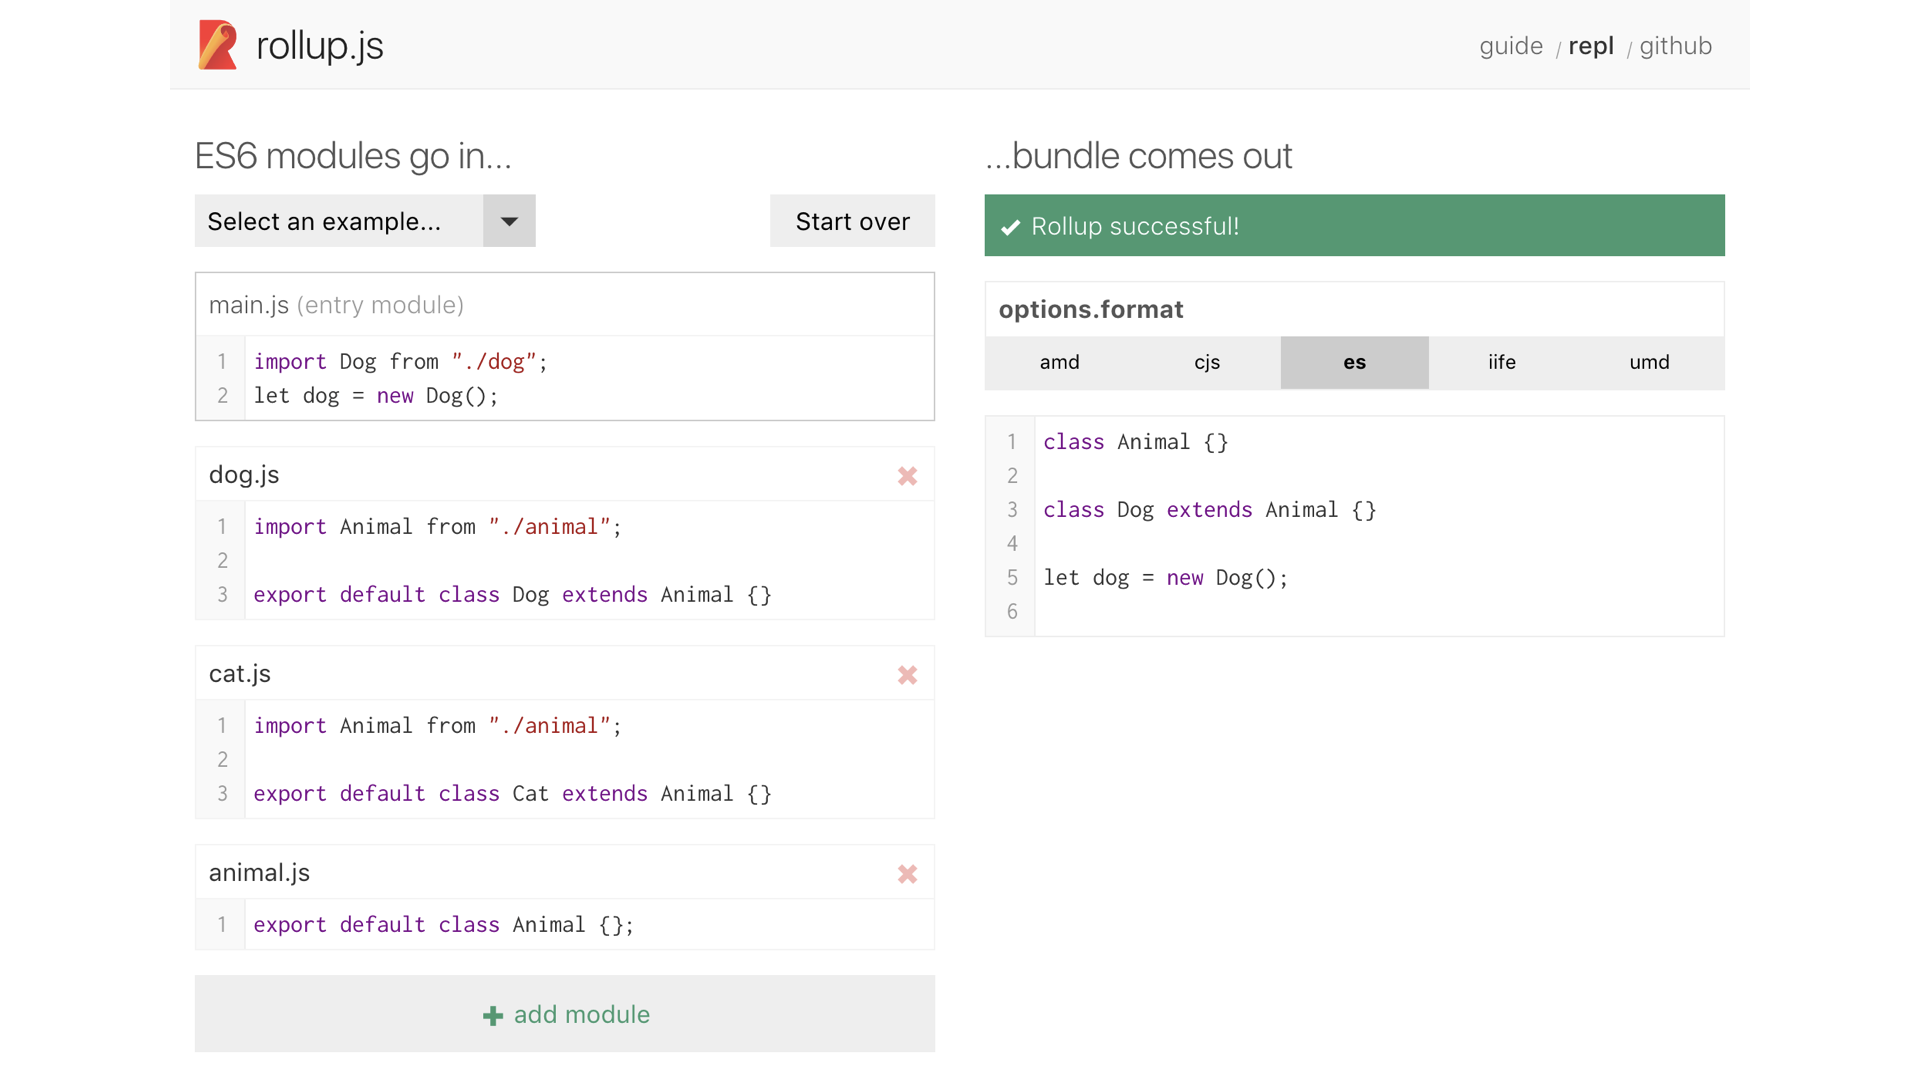 rollup.js
guide / repl / github
ES6 modules go in...
Select an example...
Start over
main.js (entry module)
1 import Dog from "./dog";
2 let dog = new Dog();
dog.js
1 import Animal from "./animal";
2
3 export default class Dog extends Animal {}
cat.js
1 import Animal from "./animal";
2
3 export default class Cat extends Animal {}
animal.js
1 export default class Animal {};
add module
...bundle comes out
Rollup successful!
options.format
amd cjs es iife umd
1 class Animal {}
2
3 class Dog extends Animal {}
4
5 let dog = new Dog();
6